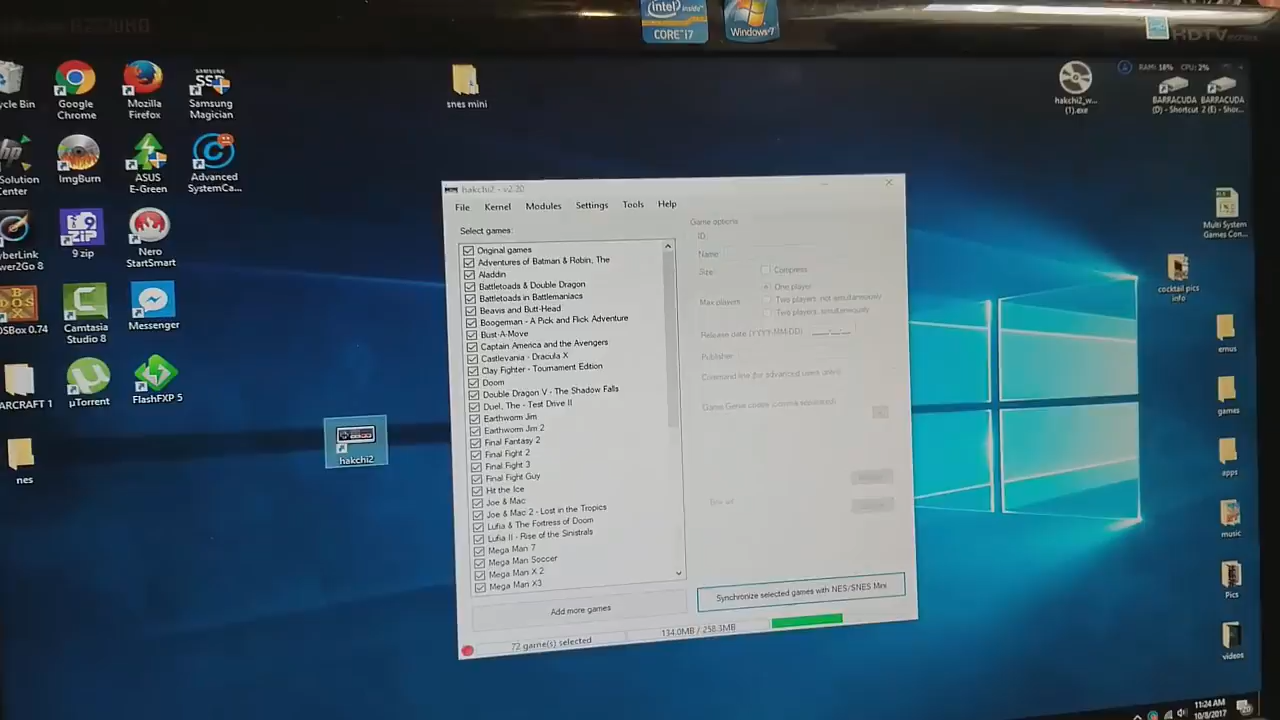 intel inside
CORE i7
Windows 7
HDTV
ycle Bin
Google Chrome
Mozilla Firefox
SAMSUNG
SSD
Samsung Magician
snes mini
hakchi2_w...
(1).exe
RAM: 58% CPU: 2%
BARRACUDA (D) - Shortcut
BARRACUDA 2 (E) - Shor...
Solution Center
ImgBurn
ASUS E-Green
Advanced SystemCa...
yberLink
ower2Go 8
zip
9 zip
Nero StartSmart
OSBox 0.74
Camtasia Studio 8
Messenger
ARCRAFT 1
µTorrent
FlashFXP 5
nes
hakchi2
hakchi2 - v2.20
File Kernel Modules Settings Tools Help
Select games:
Original games
Adventures of Batman & Robin, The
Aladdin
Battletoads & Double Dragon
Battletoads in Battlemaniacs
Beavis and Butt-Head
Boogerman - A Pick and Flick Adventure
Bust-A-Move
Captain America and the Avengers
Castlevania - Dracula X
Clay Fighter - Tournament Edition
Doom
Double Dragon V - The Shadow Falls
Duel, The - Test Drive II
Earthworm Jim
Earthworm Jim 2
Final Fantasy 2
Final Fight 2
Final Fight 3
Final Fight Guy
Hit the Ice
Joe & Mac
Joe & Mac 2 - Lost in the Tropics
Lufia & The Fortress of Doom
Lufia II - Rise of the Sinistrals
Mega Man 7
Mega Man Soccer
Mega Man X 2
Mega Man X3
Add more games
Game options
ID:
Name:
Size:
Compress
Max players:
One player
Two players, not simultaneously
Two players, simultaneously
Release date (YYYY-MM-DD):
Publisher:
Command line (for advanced users only):
Game Genie codes (comma separated):
Box art:
Synchronize selected games with NES/SNES Mini
72 game(s) selected
134.0MB / 258.3MB
Multi System Games Con...
cocktail pics info
emus
games
apps
music
Pics
videos
11:24 AM
10/8/2017